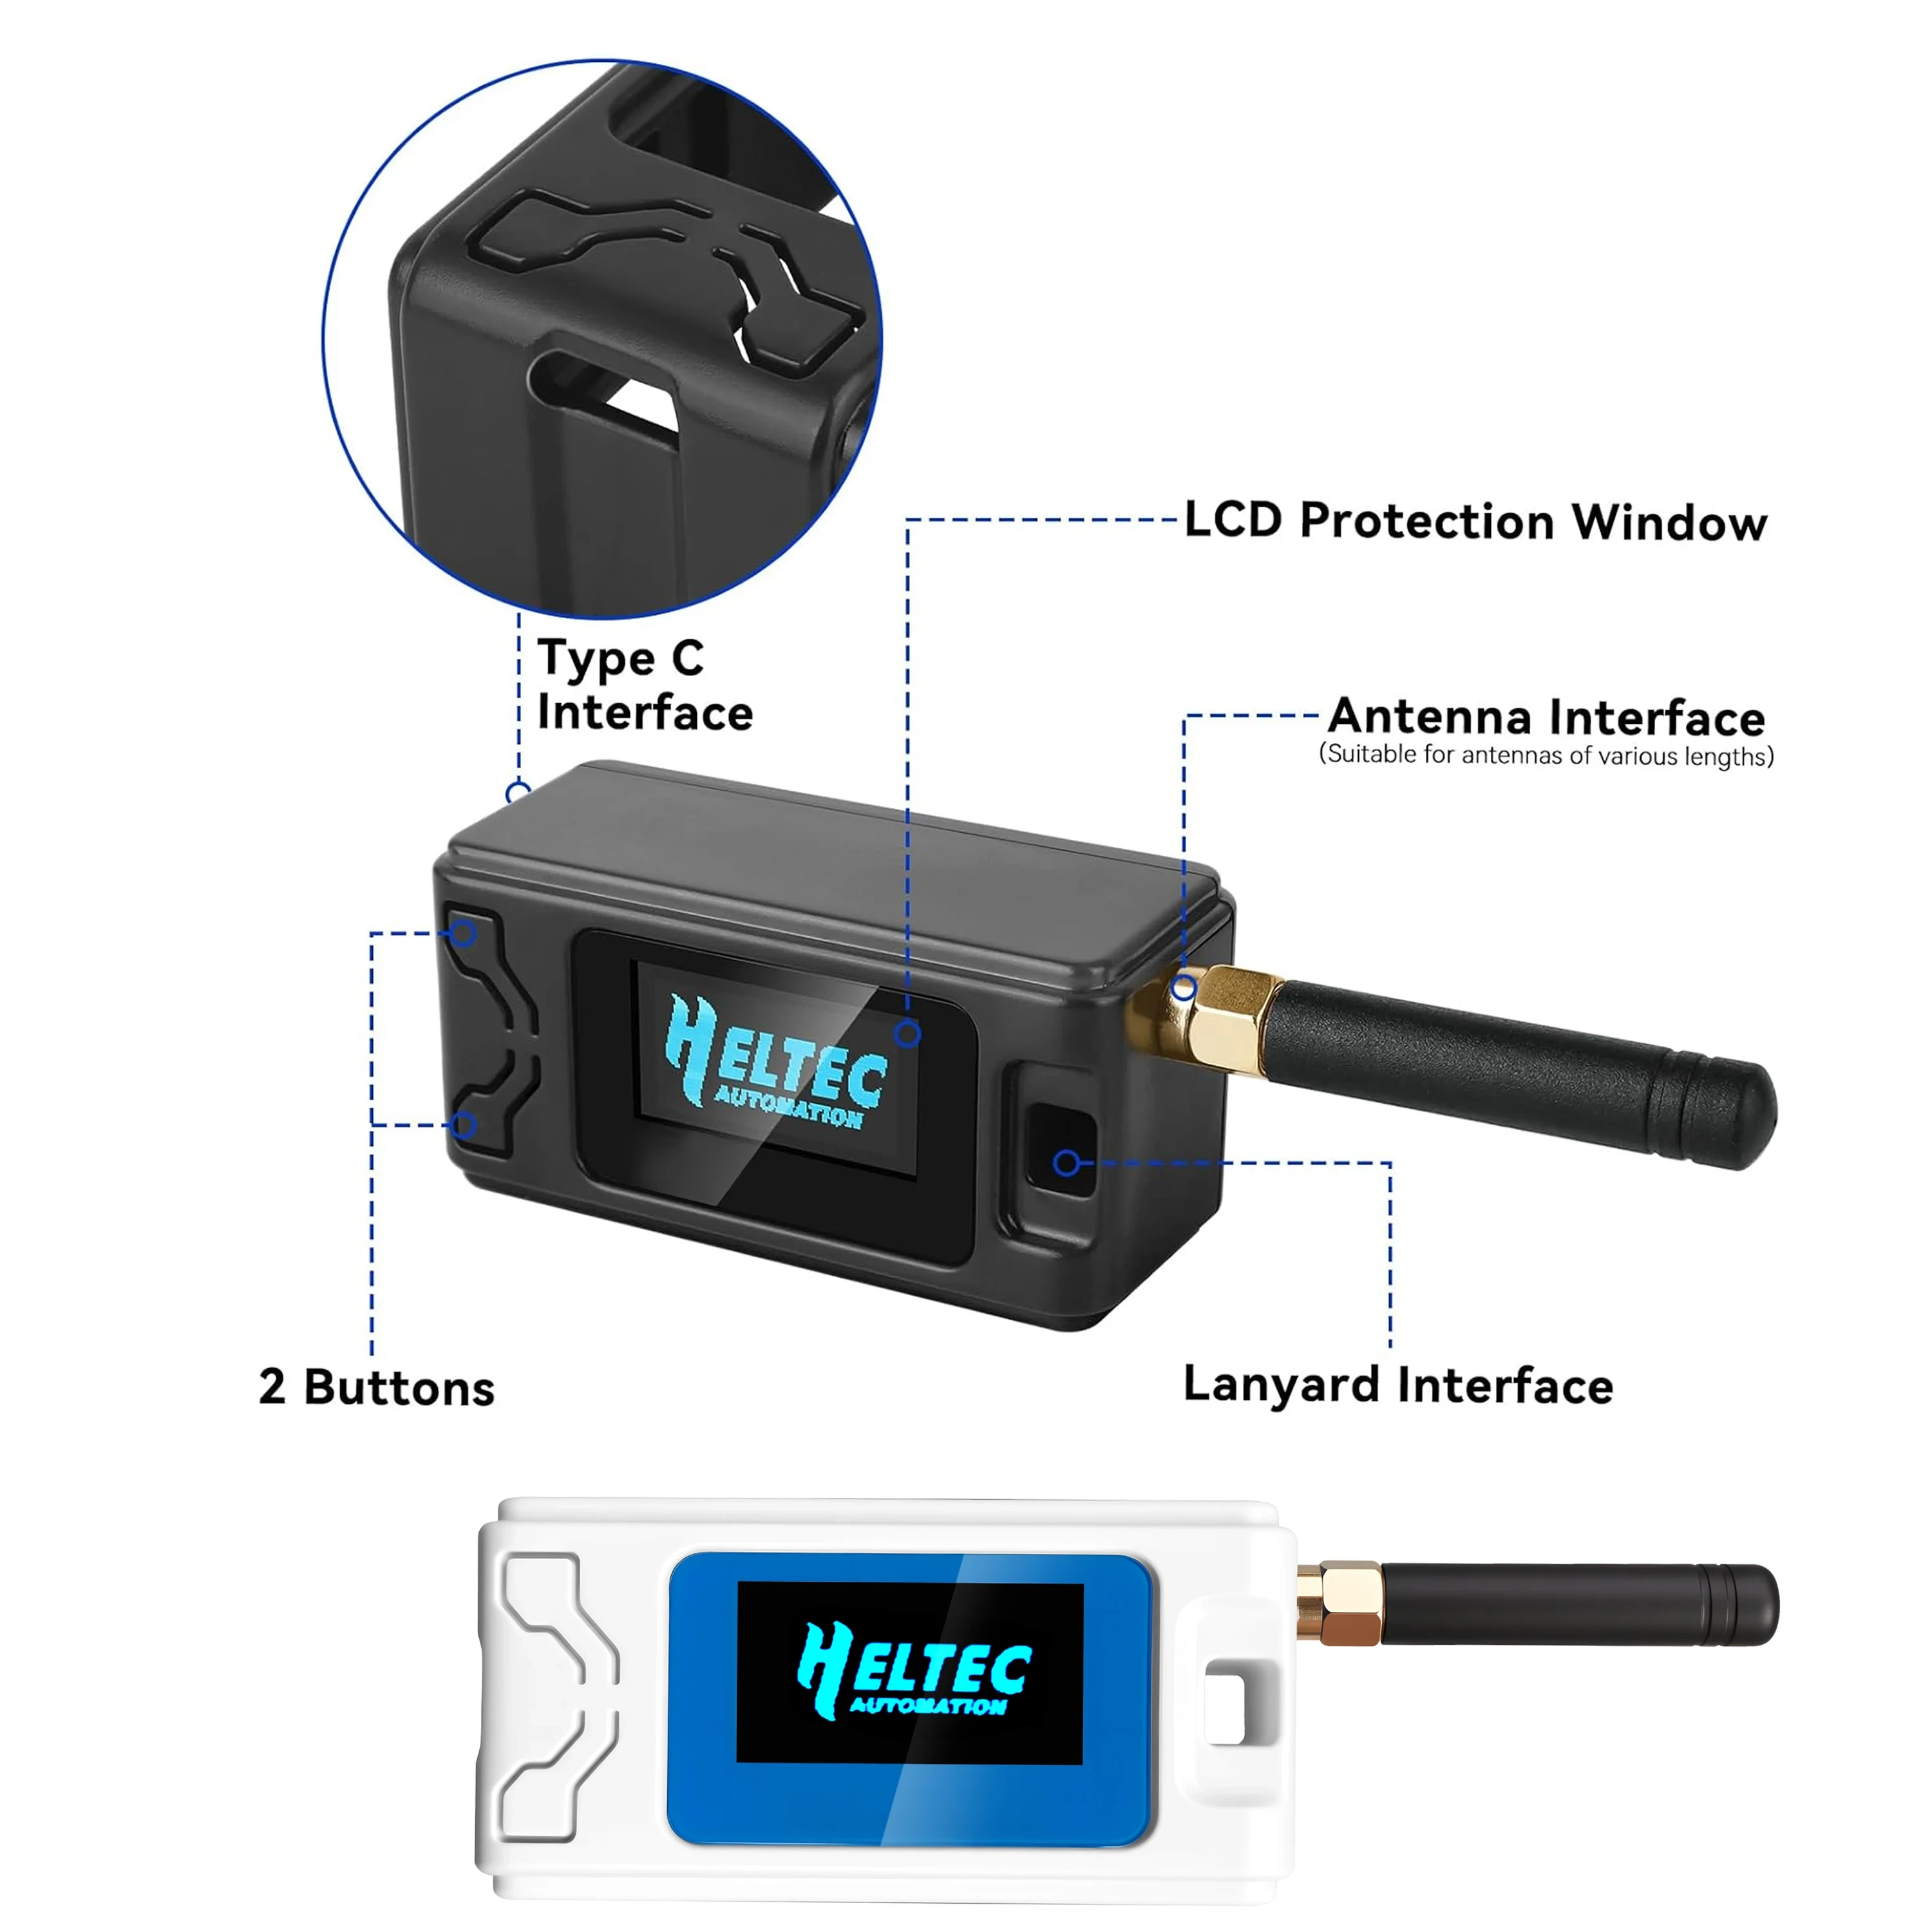 LCD Protection Window
Type C
Interface
Antenna Interface
(Suitable for antennas of various lengths)
HELTEC
AUTOMATION
2 Buttons
Lanyard Interface
HELTEC
AUTOMATION